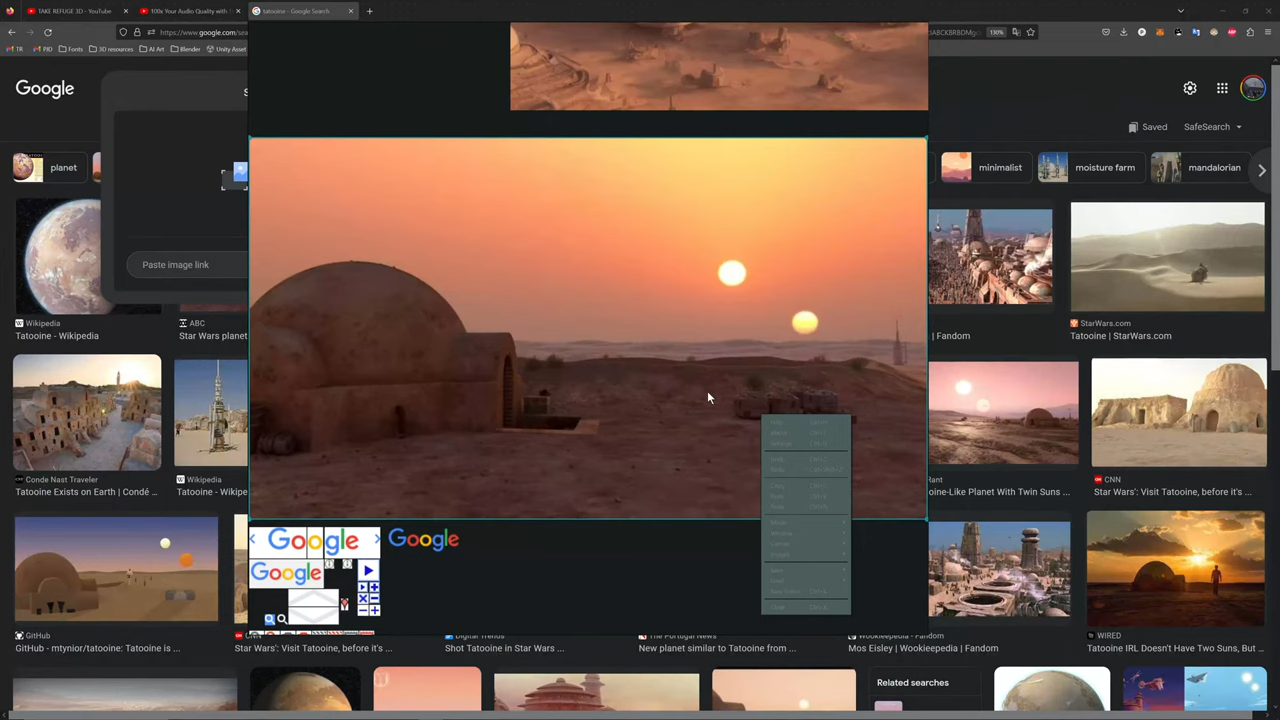 TAKE REFUGE 3D - YouTube
100x Your Audio Quality with T
tatooine - Google Search
https://www.google.com/sea
130%
TR
PID
Fonts
3D resources
AI Art
Blender
Unity Asset
Google
Saved
SafeSearch
planet
minimalist
moisture farm
mandalorian
Paste image link
Wikipedia
Tatooine - Wikipedia
ABC
Star Wars planet
| Fandom
StarWars.com
Tatooine | StarWars.com
Conde Nast Traveler
Tatooine Exists on Earth | Condé ...
Wikipedia
Tatooine - Wikipe
Rant
oine-Like Planet With Twin Suns ...
CNN
Star Wars': Visit Tatooine, before it's ...
Google
Google
Google
GitHub
GitHub - mtynior/tatooine: Tatooine is ...
CNN
Star Wars': Visit Tatooine, before it's ...
Digital Trends
Shot Tatooine in Star Wars ...
The Portugal News
New planet similar to Tatooine from ...
Wookieepedia - Fandom
Mos Eisley | Wookieepedia | Fandom
WIRED
Tatooine IRL Doesn't Have Two Suns, But ...
Related searches